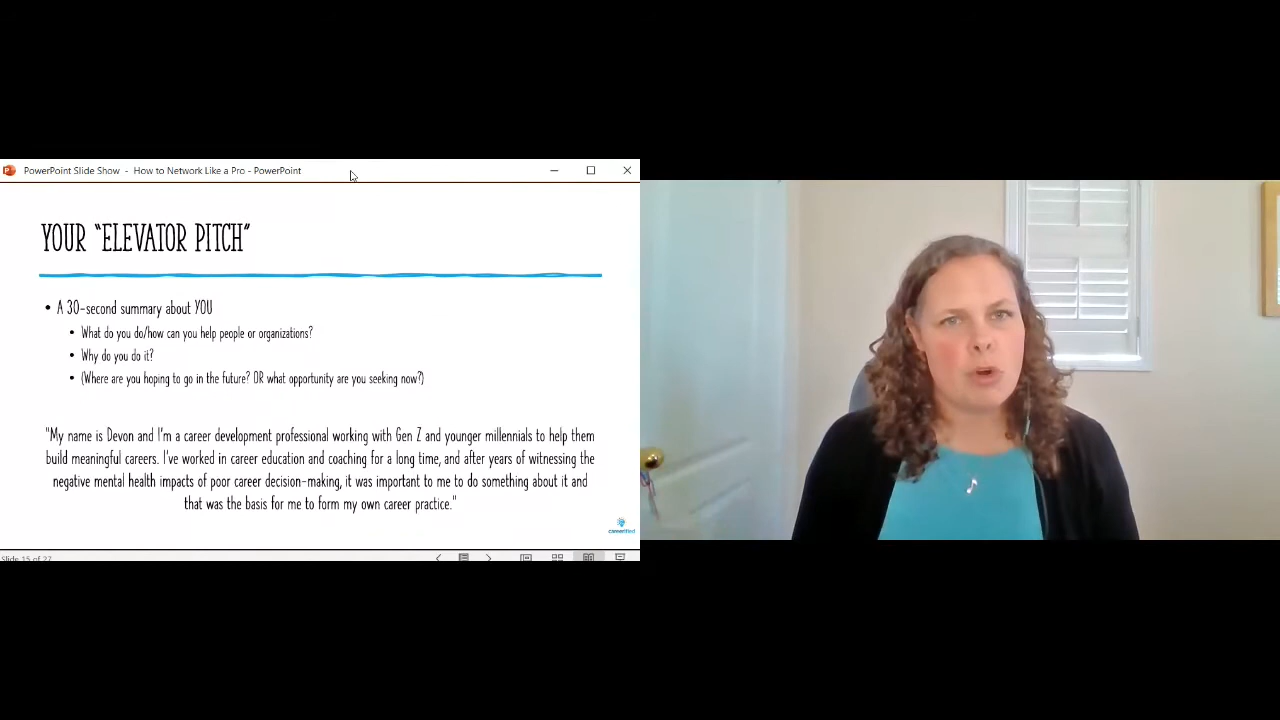 PowerPoint Slide Show - How to Network Like a Pro - PowerPoint
YOUR "ELEVATOR PITCH"
• A 30-second summary about YOU
• What do you do/how can you help people or organizations?
• Why do you do it?
• (Where are you hoping to go in the future? OR what opportunity are you seeking now?)
"My name is Devon and I'm a career development professional working with Gen Z and younger millennials to help them
build meaningful careers. I've worked in career education and coaching for a long time, and after years of witnessing the
negative mental health impacts of poor career decision-making, it was important to me to do something about it and
that was the basis for me to form my own career practice."
careerified
Slide 15 of 27